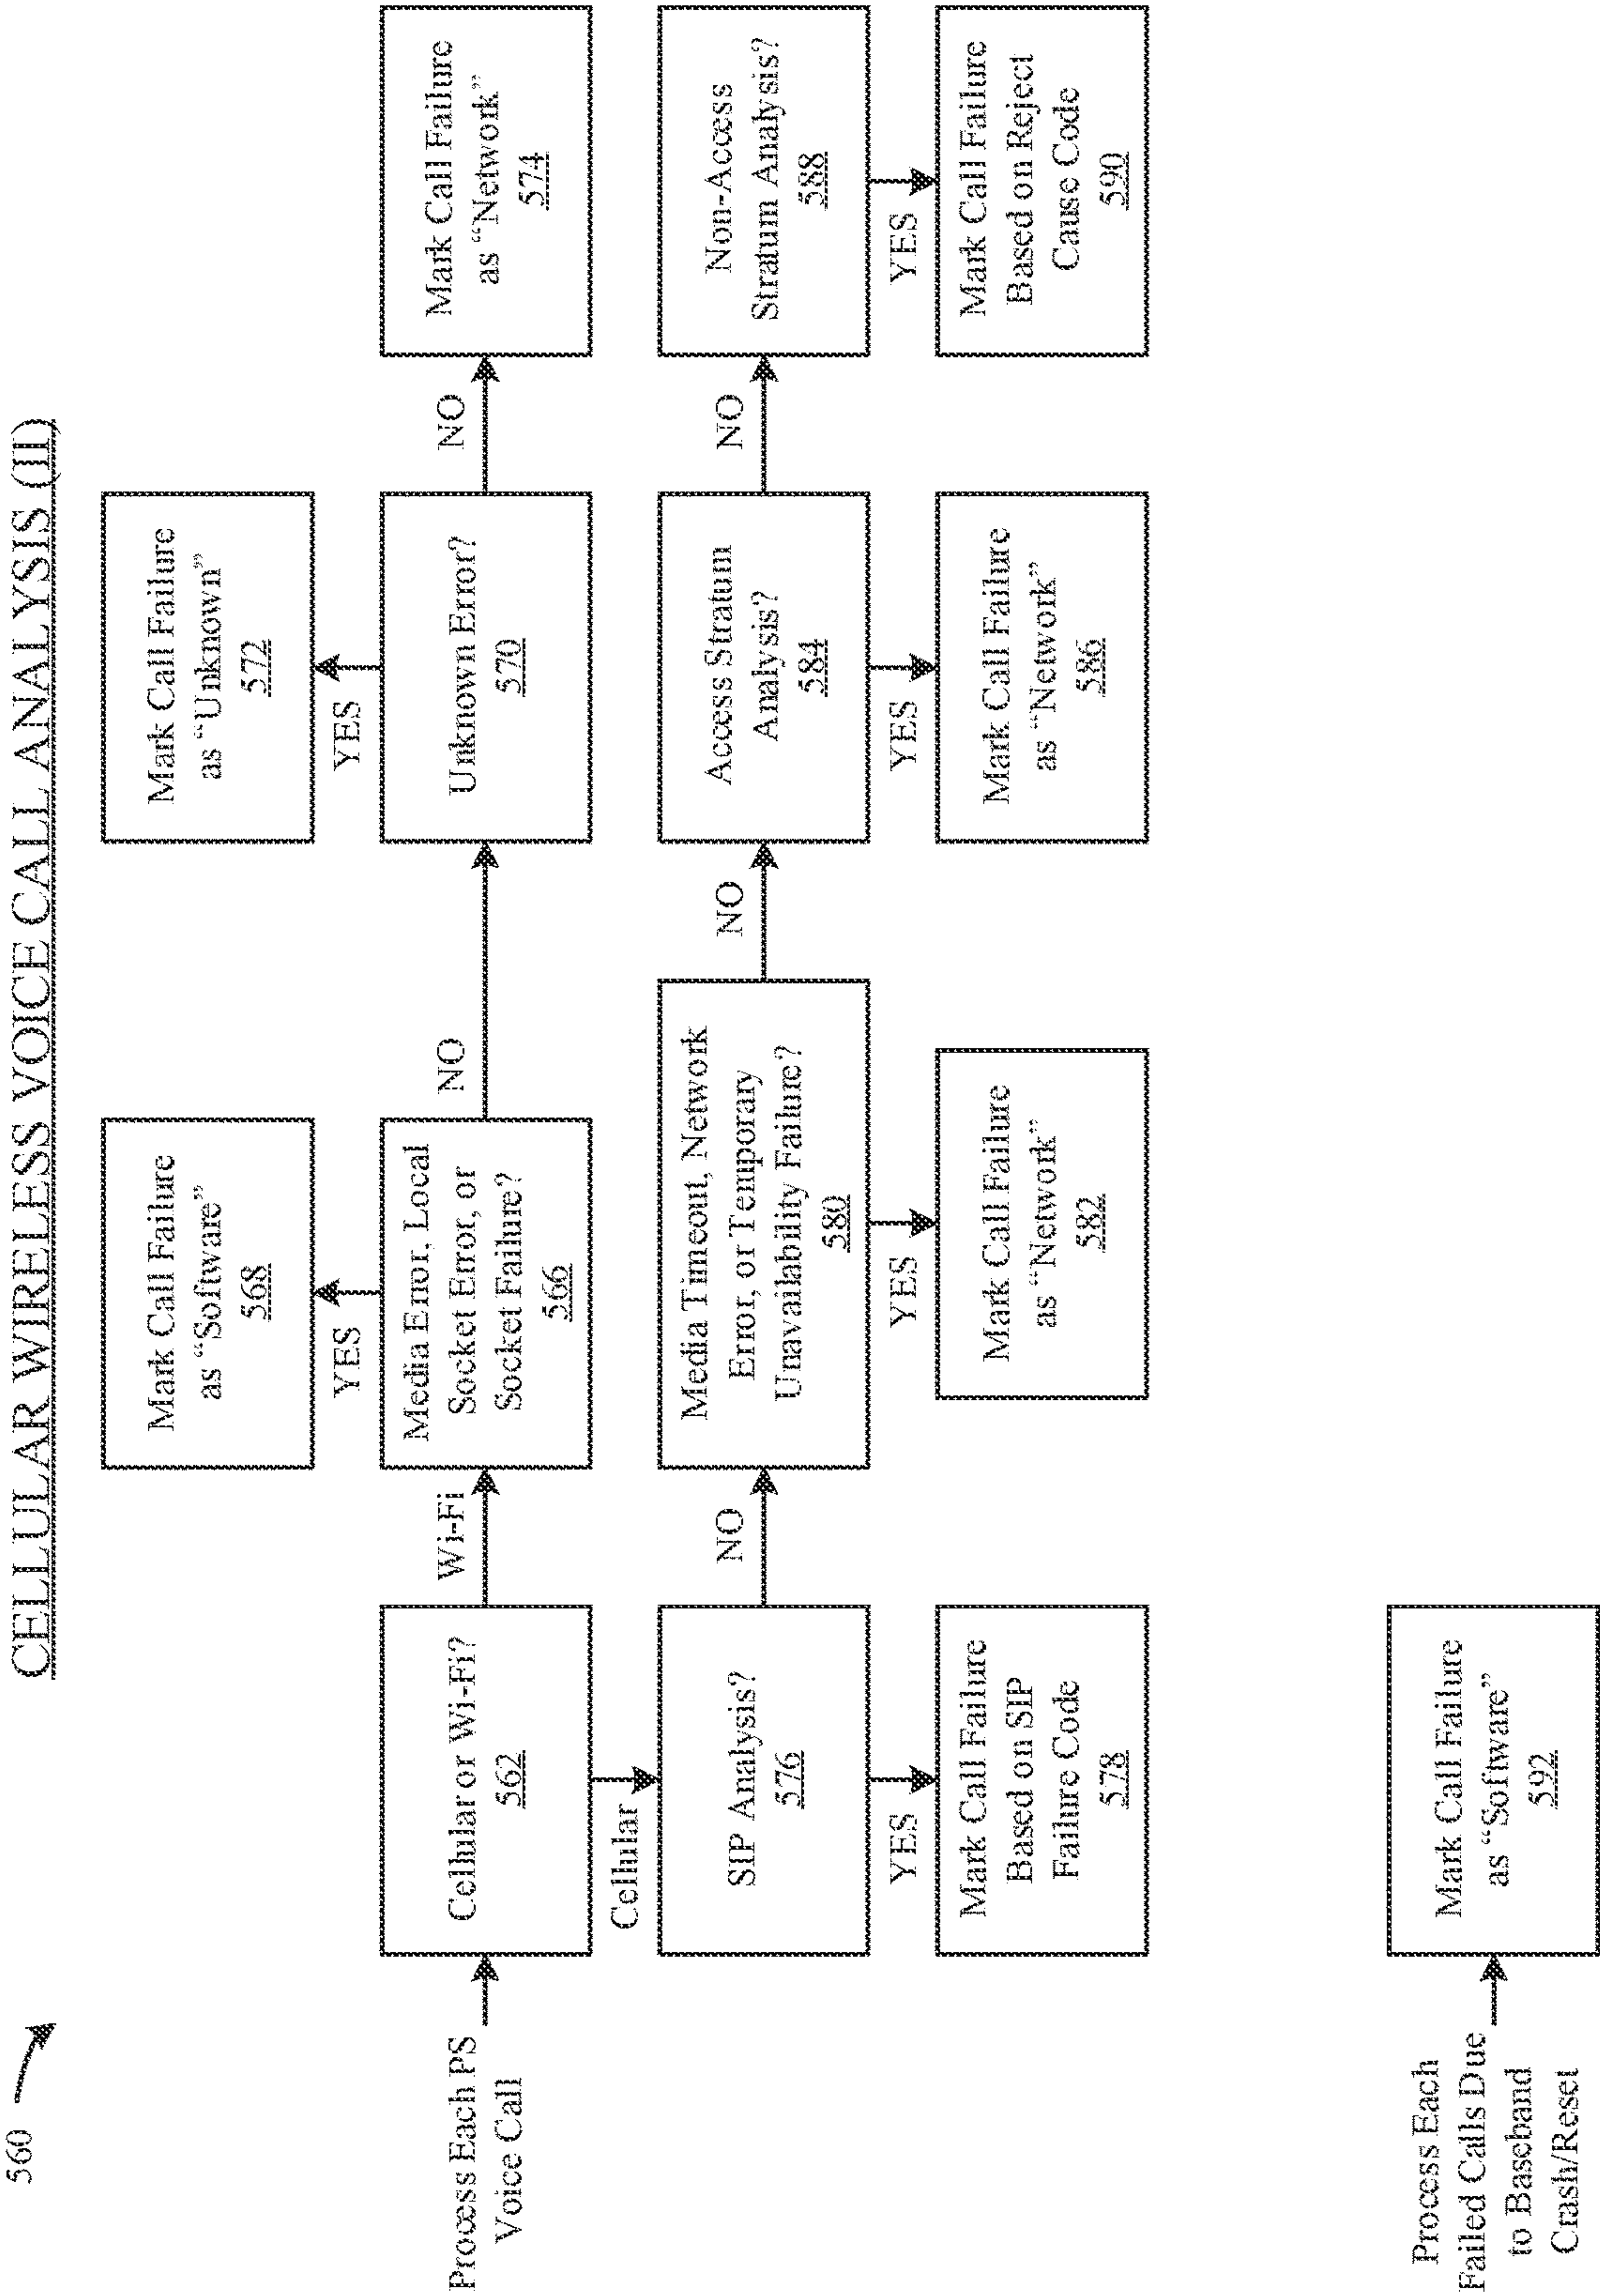 CELLULAR WIRELESS VOICE CALL ANALYSIS (II)
560
Mark Call Failure
as “Software”
568
Mark Call Failure
as “Unknown”
572
YES
YES
Process Each PS
Voice Call
Cellular or Wi-Fi?
562
Wi-Fi
Media Error, Local
Socket Error, or
Socket Failure?
566
NO
Unknown Error?
570
NO
Mark Call Failure
as “Network”
574
Cellular
SIP Analysis?
576
NO
Media Timeout, Network
Error, or Temporary
Unavailability Failure?
580
NO
Access Stratum
Analysis?
584
NO
Non-Access
Stratum Analysis?
588
YES
YES
YES
YES
Mark Call Failure
Based on SIP
Failure Code
578
Mark Call Failure
as “Network”
582
Mark Call Failure
as “Network”
586
Mark Call Failure
Based on Reject
Cause Code
590
Process Each
Failed Calls Due
to Baseband
Crash/Reset
Mark Call Failure
as “Software”
592